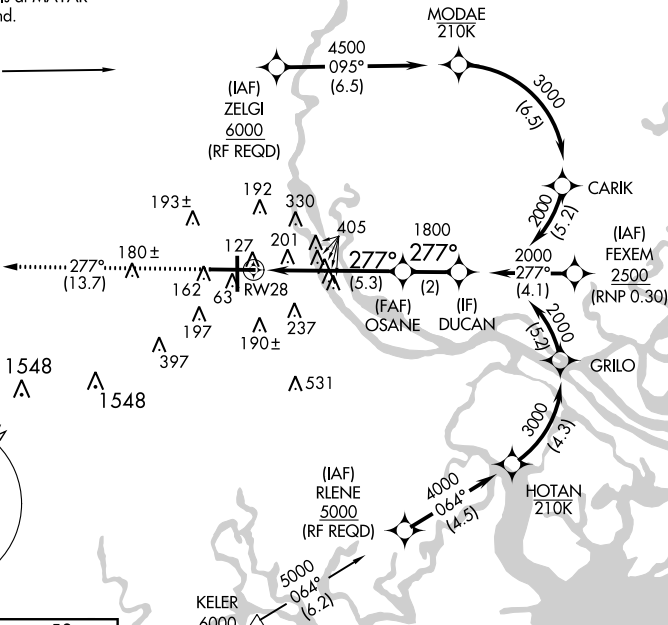 nd.
MODAE
210K
4500
095°
(6.5)
(IAF)
ZELGI
6000
(RF REQD)
3000
(6.5)
CARIK
2000
(5.2)
193±
192
330
405
1800
277°
277°
(5.3)
(2)
2000
277°
(4.1)
(IAF)
FEXEM
2500
(RNP 0.30)
180±
127
201
277°
(13.7)
162
63
RW28
(FAF)
OSANE
(IF)
DUCAN
197
190±
237
2000
(5.2)
397
GRILO
1548
1548
531
3000
(4.3)
(IAF)
RLENE
5000
(RF REQD)
4000
064°
(4.5)
HOTAN
210K
5000
064°
(6.2)
KELER
6000